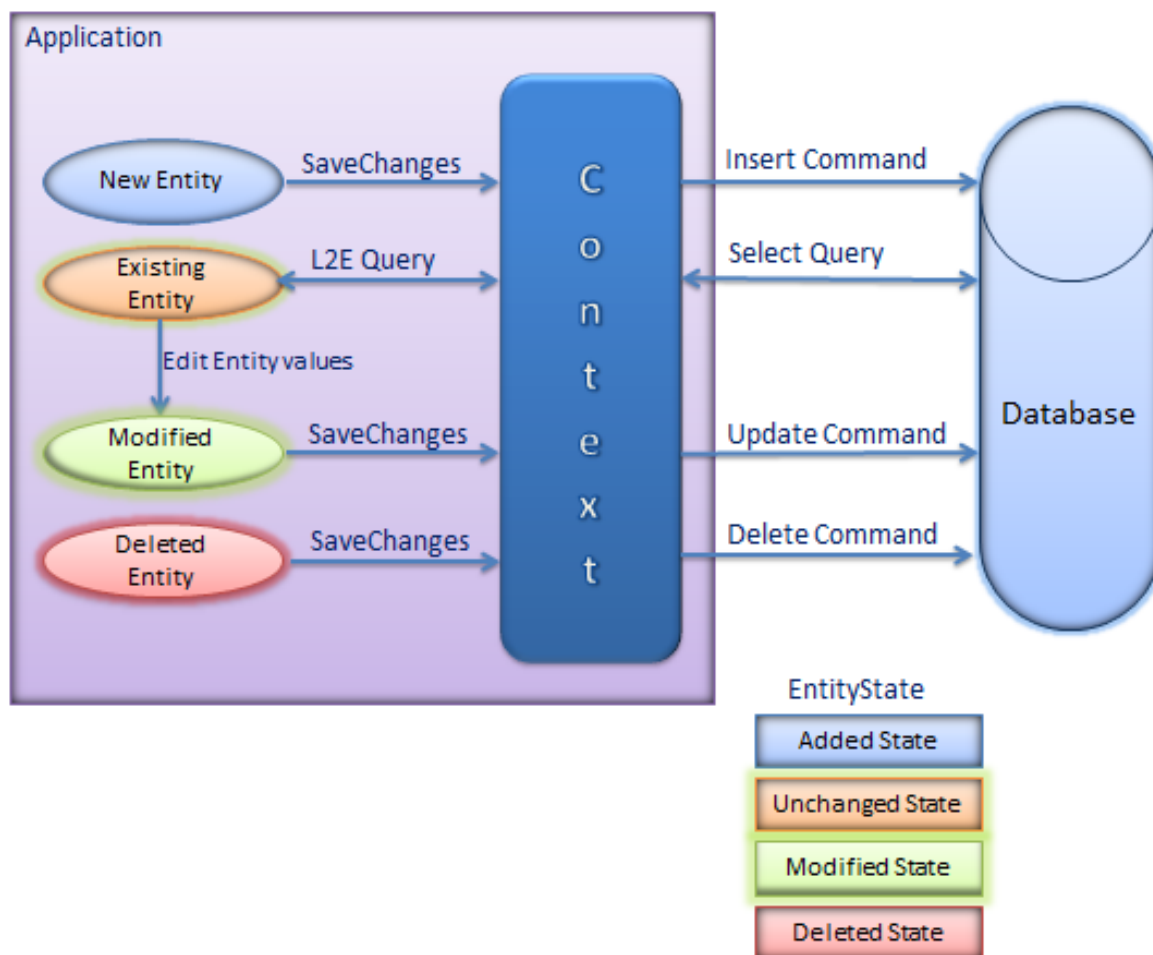 Application
New Entity
SaveChanges
Insert Command
Existing
Entity
L2E Query
Select Query
Edit Entity values
Modified
Entity
SaveChanges
Update Command
Deleted
Entity
SaveChanges
Delete Command
C
o
n
t
e
x
t
Database
EntityState
Added State
Unchanged State
Modified State
Deleted State